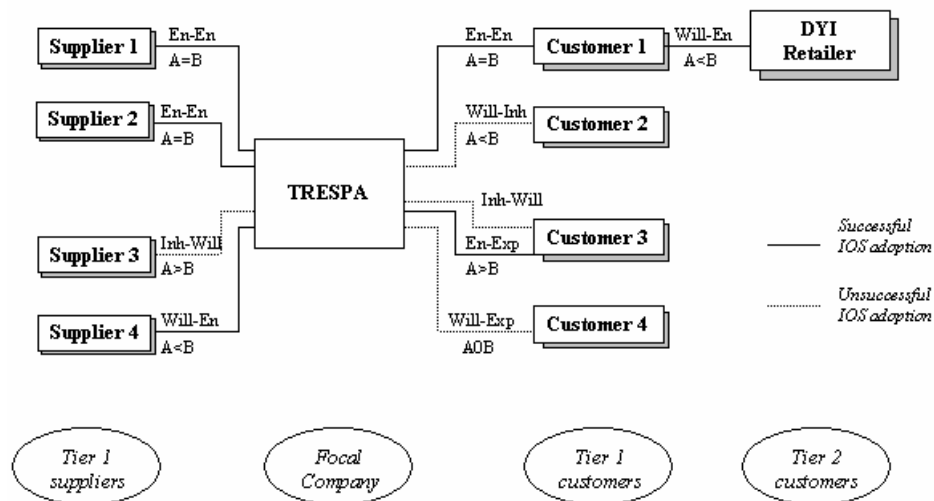 Supplier 1
En-En
A=B
En-En
A=B
Customer 1
Will-En
A<B
DYI
Retailer
Supplier 2
En-En
A=B
Will-Inh
A<B
Customer 2
TRESPA
Inh-Will
Supplier 3
Inh-Will
A>B
En-Exp
A>B
Customer 3
Successful
IOS adoption
Supplier 4
Will-En
A<B
Will-Exp
A0B
Customer 4
Unsuccessful
IOS adoption
Tier 1
suppliers
Focal
Company
Tier 1
customers
Tier 2
customers